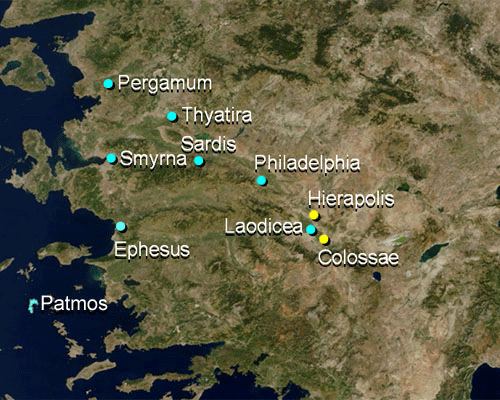 Pergamum
Thyatira
Sardis
Smyrna
Philadelphia
Hierapolis
Laodicea
Ephesus
Colossae
Patmos